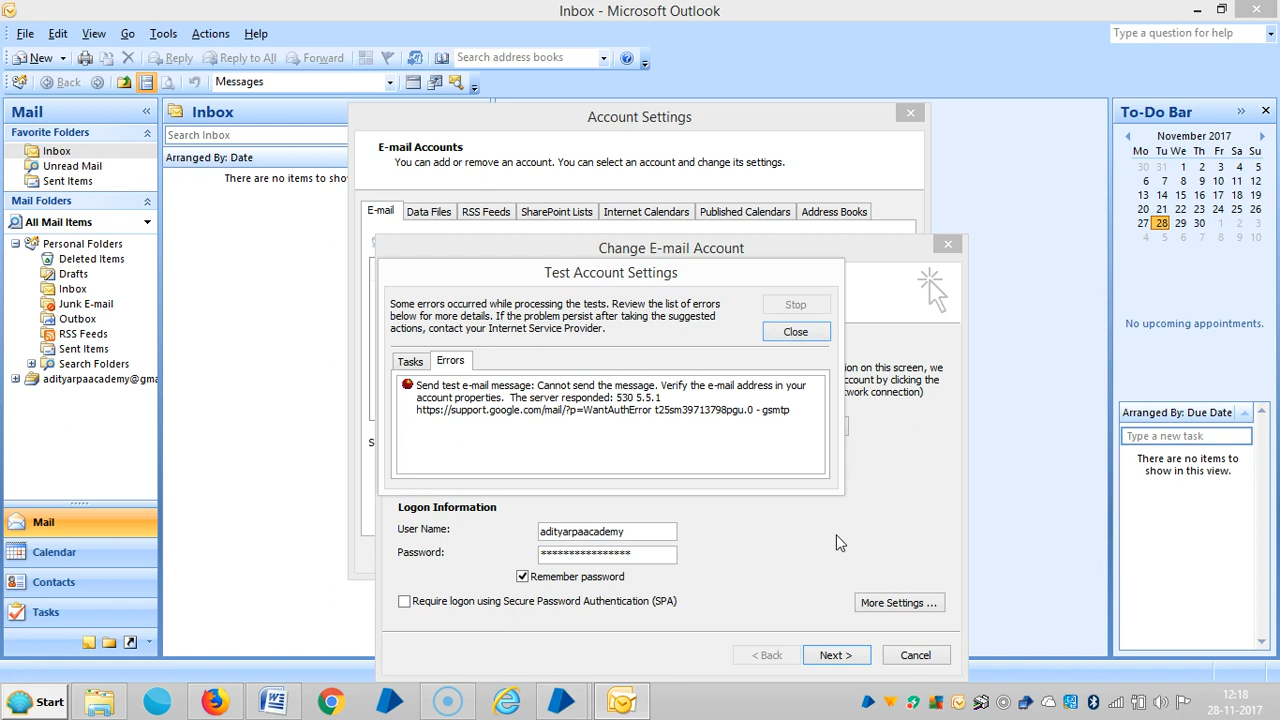 Inbox - Microsoft Outlook
File Edit View Go Tools Actions Help
Type a question for help
New Reply Reply to All Forward Search address books
Back Messages
Mail
Favorite Folders
Inbox
Unread Mail
Sent Items
Mail Folders
All Mail Items
Personal Folders
Deleted Items
Drafts
Inbox
Junk E-mail
Outbox
RSS Feeds
Sent Items
Search Folders
adityarpaacademy@gma
Mail
Calendar
Contacts
Tasks
Inbox
Search Inbox
Arranged By: Date
There are no items to sho
Account Settings
E-mail Accounts
You can add or remove an account. You can select an account and change its settings.
E-mail Data Files RSS Feeds SharePoint Lists Internet Calendars Published Calendars Address Books
Change E-mail Account
Test Account Settings
Some errors occurred while processing the tests. Review the list of errors
below for more details. If the problem persist after taking the suggested
actions, contact your Internet Service Provider.
Stop
Close
Tasks Errors
Send test e-mail message: Cannot send the message. Verify the e-mail address in your
account properties. The server responded: 530 5.5.1
https://support.google.com/mail/?p=WantAuthError t25sm39713798pgu.0 - gsmtp
on on this screen, we
ccount by clicking the
work connection)
S
Logon Information
User Name: adityarpaacademy
Password: ****************
Remember password
Require logon using Secure Password Authentication (SPA)
More Settings ...
< Back Next > Cancel
To-Do Bar
November 2017
Mo Tu We Th Fr Sa Su
30 31 1 2 3 4 5
6 7 8 9 10 11 12
13 14 15 16 17 18 19
20 21 22 23 24 25 26
27 28 29 30 1 2 3
4 5 6 7 8 9 10
No upcoming appointments.
Arranged By: Due Date
Type a new task
There are no items to
show in this view.
Start
12:18
28-11-2017